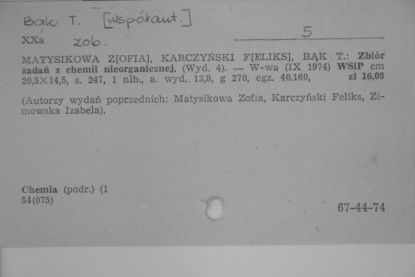 Bąk T. [współaut.]
XXa zob. 5
MATYSIKOWA Z[OFIA], KARCZYŃSKI F[ELIKS], BĄK T.: Zbiór
zadań z chemii nieorganicznej. (Wyd. 4). — W-wa (IX 1974) WSiP cm
20,5×14,5, s. 247, 1 nlb., a. wyd. 13,8, g 270, egz. 40.160, zł 16,00
(Autorzy wydań poprzednich: Matysikowa Zofia, Karczyński Feliks, Zi-
mowska Izabela).
Chemia (podr.) (1
54(075)
67-44-74